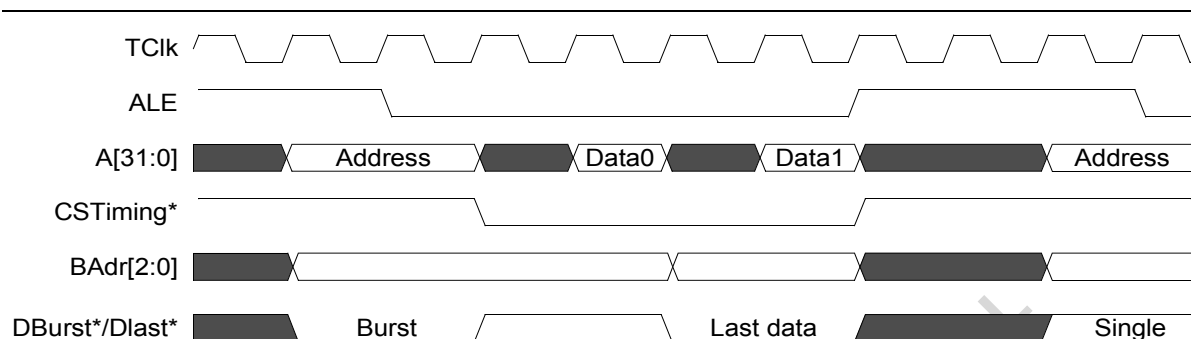 TClk
ALE
A[31:0] Address Data0 Data1 Address
CSTiming*
BAdr[2:0]
DBurst*/Dlast* Burst Last data Single